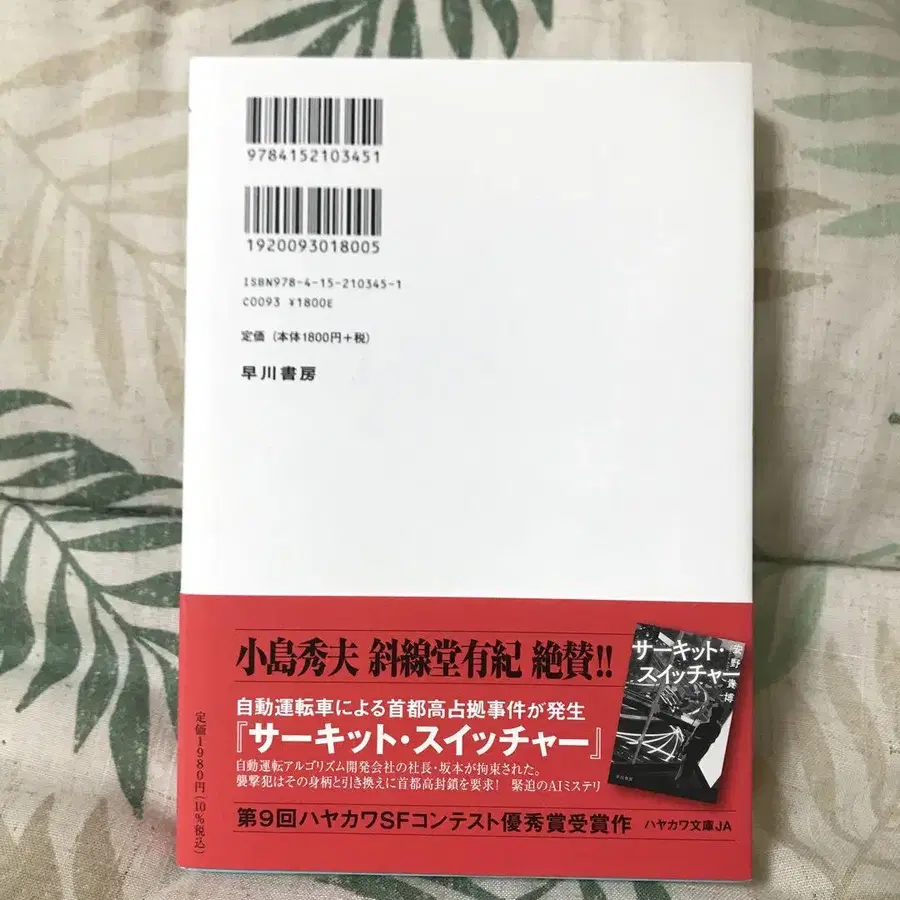 9784152103451
1920093018005
ISBN978-4-15-210345-1
C0093 ¥1800E
定価(本体1800円+税)
早川書房
小島秀夫 斜線堂有紀 絶賛!!
自動運転車による首都高占拠事件が発生
『サーキット・スイッチャー』
自動運転アルゴリズム開発会社の社長・坂本が拘束された。
襲撃犯はその身柄と引き換えに首都高封鎖を要求! 緊迫のAIミステリ
第9回ハヤカワSFコンテスト優秀賞受賞作 ハヤカワ文庫JA
定価1980円(10%税込)
サーキット・
スイッチャー
安野貴博
早川書房